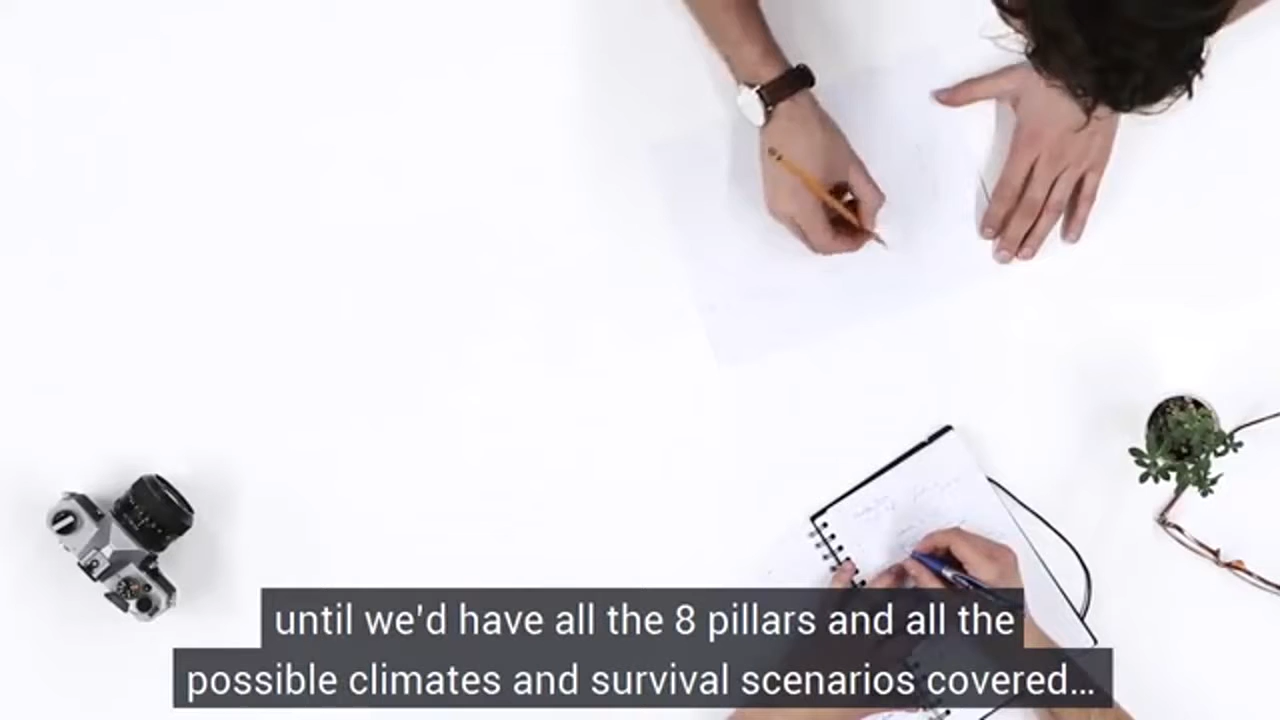 until we'd have all the 8 pillars and all the
possible climates and survival scenarios covered...